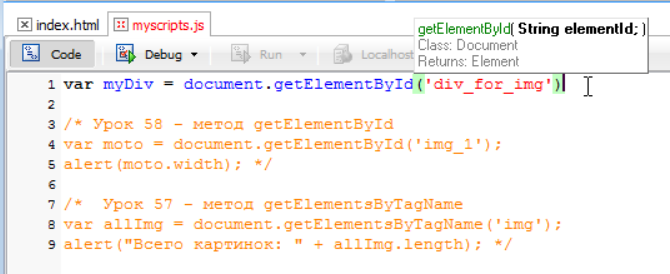 index.html myscripts.js
getElementById( String elementId; )
Class: Document
Returns: Element
Code Debug Run Localhost
1 var myDiv = document.getElementById('div_for_img')
2
3 /* Урок 58 - метод getElementById
4 var moto = document.getElementById('img_1');
5 alert(moto.width); */
6
7 /*  Урок 57 - метод getElementsByTagName
8 var allImg = document.getElementsByTagName('img');
9 alert("Всего картинок: " + allImg.length); */